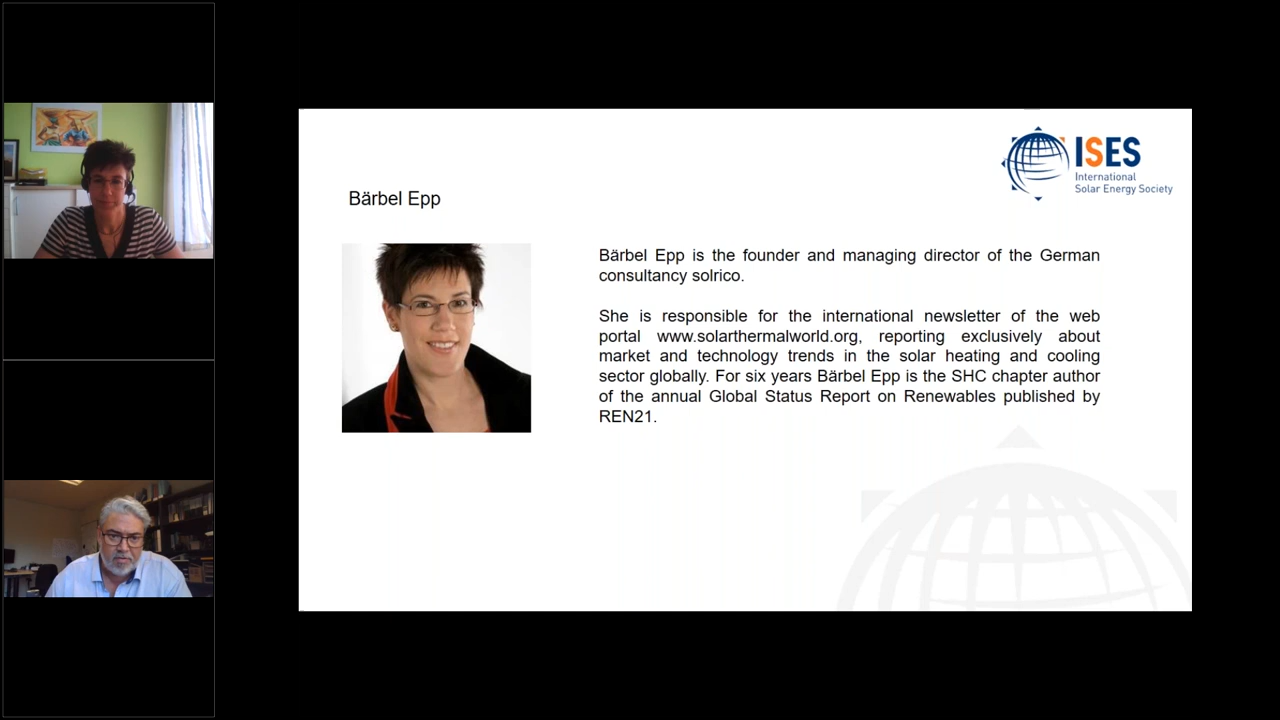 ISES
International
Solar Energy Society
Bärbel Epp
Bärbel Epp is the founder and managing director of the German
consultancy solrico.
She is responsible for the international newsletter of the web
portal www.solarthermalworld.org, reporting exclusively about
market and technology trends in the solar heating and cooling
sector globally. For six years Bärbel Epp is the SHC chapter author
of the annual Global Status Report on Renewables published by
REN21.